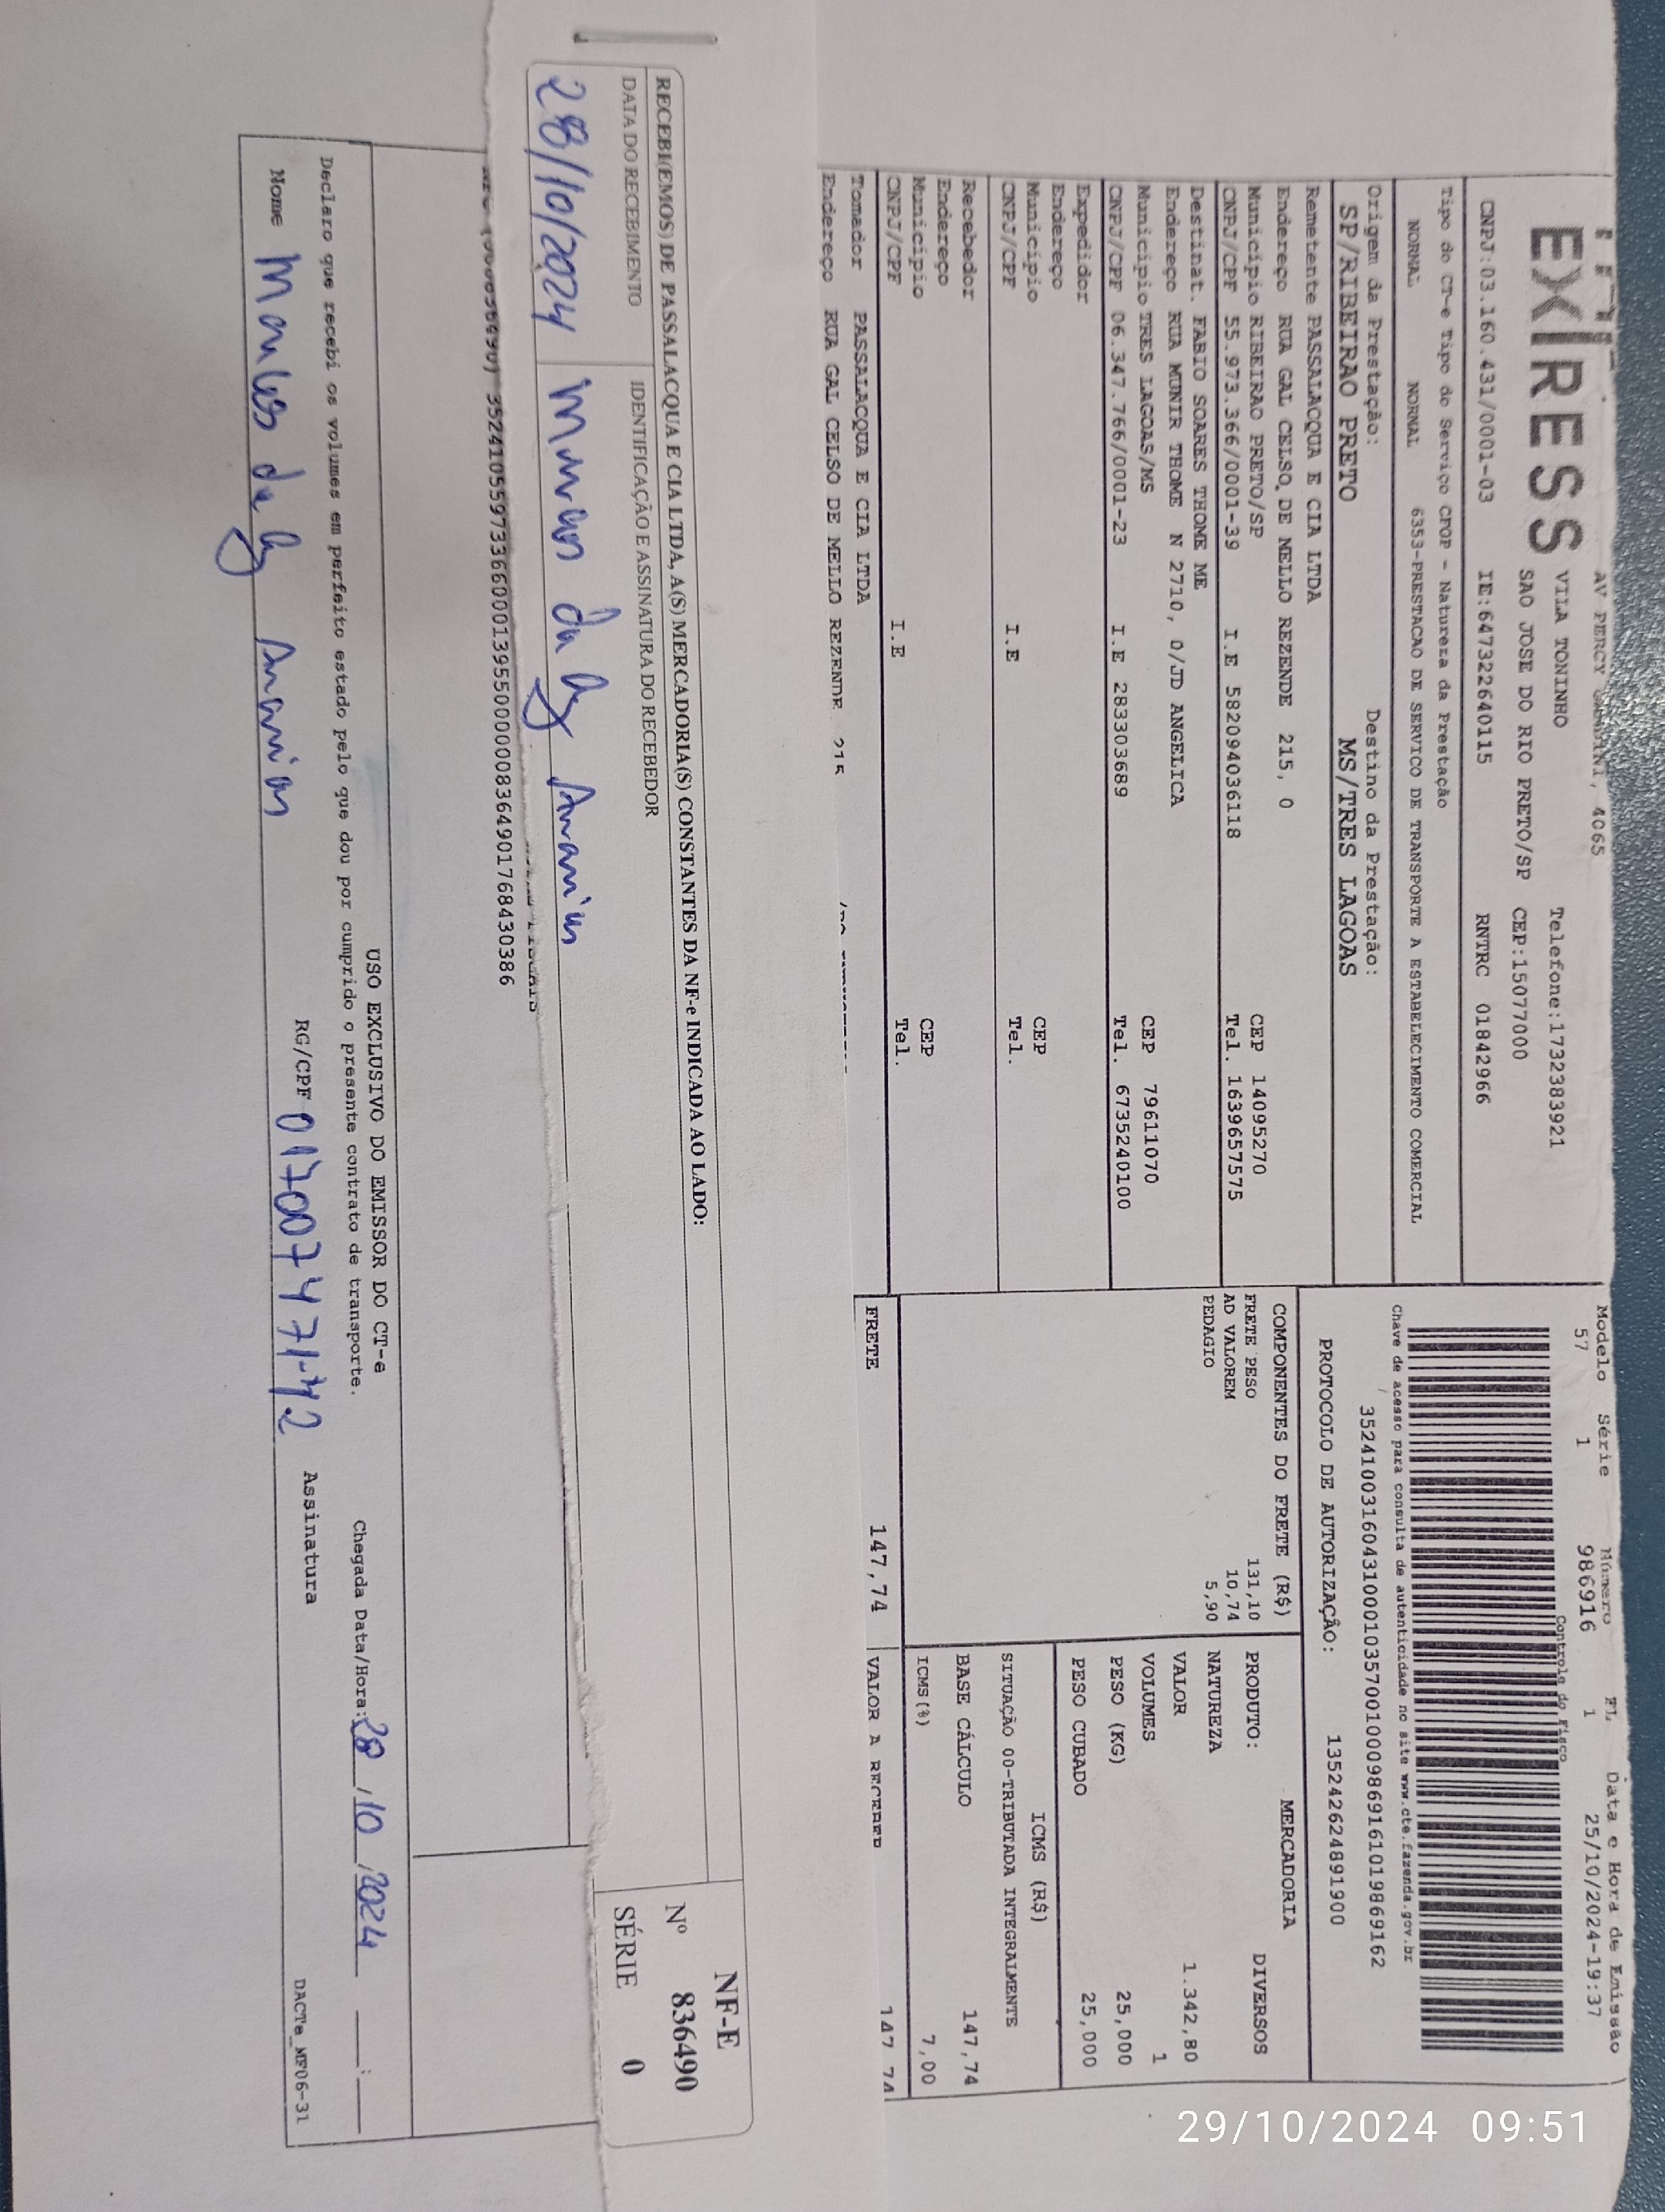 EXPRESS
AV PERCY GANDINI, 4065
VILA TONINHO
Telefone:1732383921
SAO JOSE DO RIO PRETO/SP CEP:15077000
CNPJ:03.160.431/0001-03 IE:647322640115 RNTRC 01842966
Modelo Série Número FL Data e Hora de Emissão
57 1 986916 1 25/10/2024-19:37
Controle do Fisco
Chave de acesso para consulta de autenticidade no site www.cte.fazenda.gov.br
35241003160431000103570010009869161019869162
PROTOCOLO DE AUTORIZAÇÃO: 135242624891900
Tipo do CT-e Tipo do Serviço CFOP - Natureza da Prestação
NORMAL NORMAL 6353-PRESTACAO DE SERVICO DE TRANSPORTE A ESTABELECIMENTO COMERCIAL
Origem da Prestação: Destino da Prestação:
SP/RIBEIRAO PRETO MS/TRES LAGOAS
Remetente PASSALACQUA E CIA LTDA
Endereço RUA GAL CELSO DE MELLO REZENDE 215, 0
Município RIBEIRAO PRETO/SP CEP 14095270
CNPJ/CPF 55.973.366/0001-39 I.E 582094036118 Tel. 1639657575
Destinat. FABIO SOARES THOME ME
Endereço RUA MUNIR THOME N 2710, 0/JD ANGELICA
Município TRES LAGOAS/MS CEP 79611070
CNPJ/CPF 06.347.766/0001-23 I.E 283303689 Tel. 6735240100
Expedidor
Endereço
Município CEP
CNPJ/CPF I.E Tel.
Recebedor
Endereço
Município CEP
CNPJ/CPF I.E Tel.
Tomador PASSALACQUA E CIA LTDA
Endereço RUA GAL CELSO DE MELLO REZENDE 215
COMPONENTES DO FRETE (R$)
FRETE PESO 131,10
AD VALOREM 10,74
PEDAGIO 5,90
FRETE 147,74
MERCADORIA
PRODUTO: DIVERSOS
NATUREZA
VALOR 1.342,80
VOLUMES 1
PESO (KG) 25,000
PESO CUBADO 25,000
ICMS (R$)
SITUAÇÃO 00-TRIBUTADA INTEGRALMENTE
BASE CÁLCULO 147,74
ICMS(%) 7,00
VALOR A RECEBER 147,74
RECEBI(EMOS) DE PASSALACQUA E CIA LTDA, A(S) MERCADORIA(S) CONSTANTES DA NF-e INDICADA AO LADO:
DATA DO RECEBIMENTO IDENTIFICAÇÃO E ASSINATURA DO RECEBEDOR
28/10/2024
NF-E
Nº 836490
SÉRIE 0
35241055973366000139550000008364901768430386
USO EXCLUSIVO DO EMISSOR DO CT-e
Declaro que recebi os volumes em perfeito estado pelo que dou por cumprido o presente contrato de transporte. Chegada Data/Hora: 28/10/2024 __:__
Nome RG/CPF 017007471-42 Assinatura
DACTe_MF06-31
29/10/2024 09:51